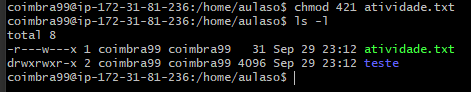 coimbra99@ip-172-31-81-236:/home/aulaso$ chmod 421 atividade.txt
coimbra99@ip-172-31-81-236:/home/aulaso$ ls -l
total 8
-r---w---x 1 coimbra99 coimbra99   31 Sep 29 23:12 atividade.txt
drwxrwxr-x 2 coimbra99 coimbra99 4096 Sep 29 23:12 teste
coimbra99@ip-172-31-81-236:/home/aulaso$